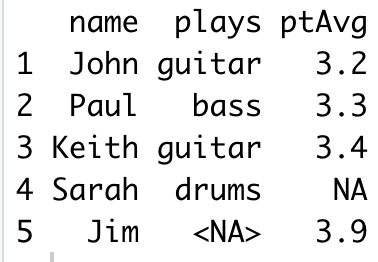 name plays ptAvg
1 John guitar 3.2
2 Paul bass 3.3
3 Keith guitar 3.4
4 Sarah drums NA
5 Jim <NA> 3.9